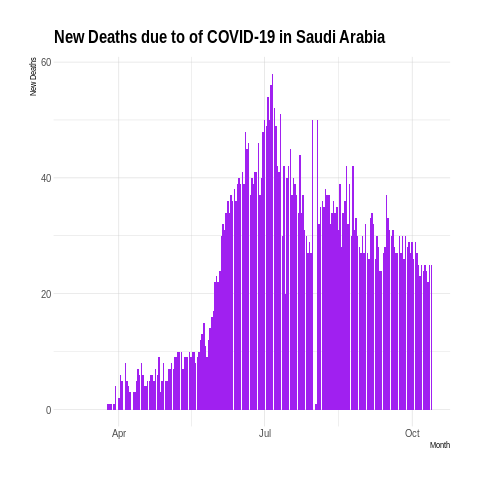 New Deaths due to of COVID-19 in Saudi Arabia
New Deaths
60
40
20
0
Apr
Jul
Oct
Month